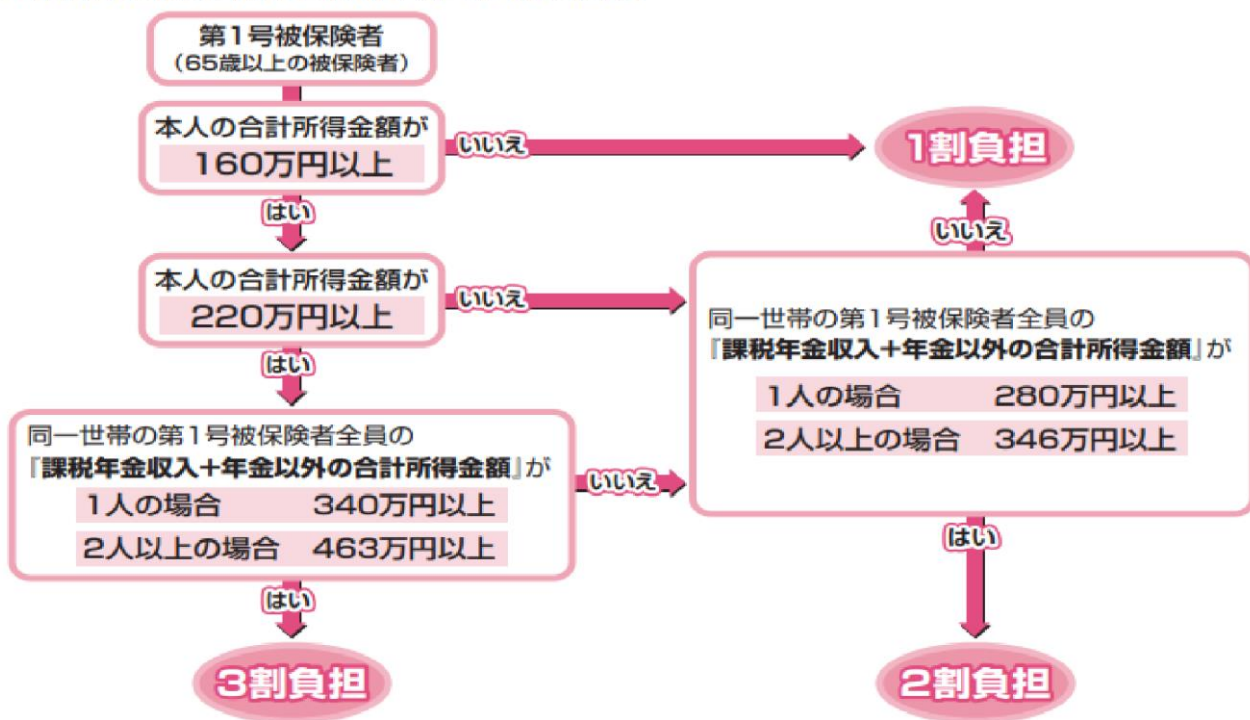 第1号被保険者
（65歳以上の被保険者）
本人の合計所得金額が
160万円以上
いいえ
1割負担
はい
いいえ
本人の合計所得金額が
220万円以上
いいえ
同一世帯の第1号被保険者全員の
『課税年金収入＋年金以外の合計所得金額』が
1人の場合 280万円以上
2人以上の場合 346万円以上
はい
同一世帯の第1号被保険者全員の
『課税年金収入＋年金以外の合計所得金額』が
1人の場合 340万円以上
2人以上の場合 463万円以上
いいえ
はい
はい
3割負担
2割負担